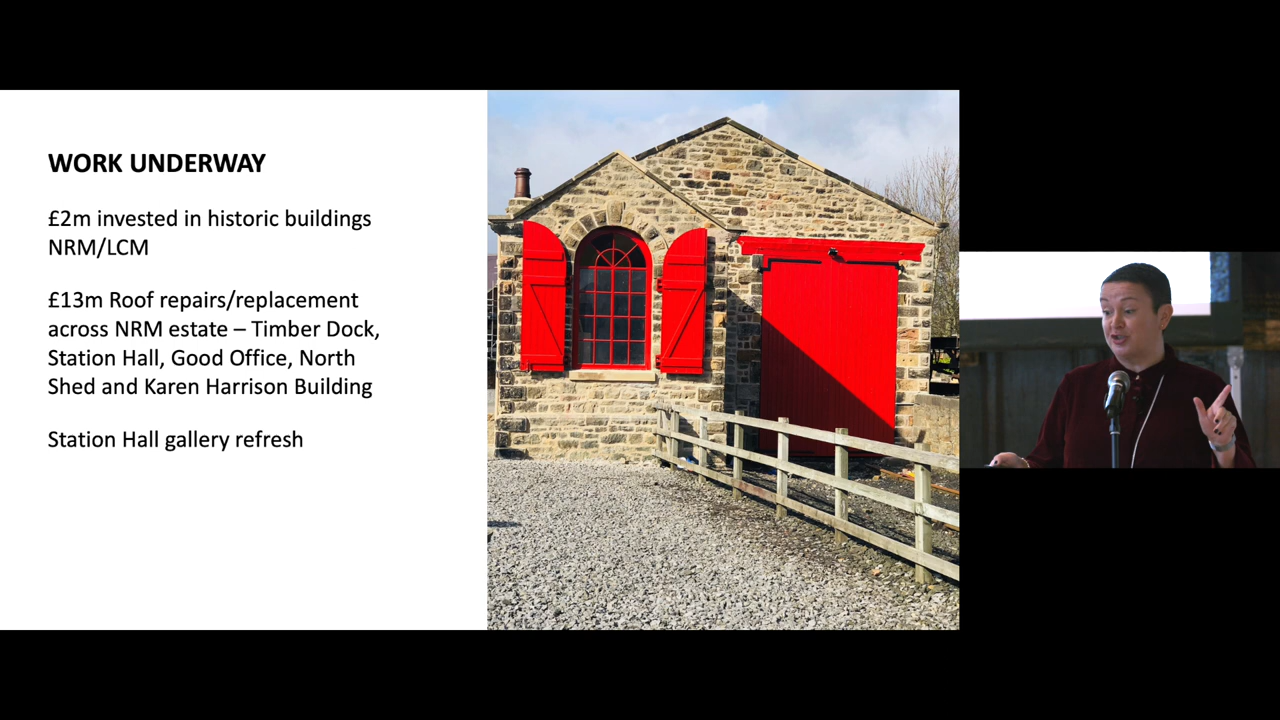 WORK UNDERWAY
£2m invested in historic buildings
NRM/LCM
£13m Roof repairs/replacement
across NRM estate – Timber Dock,
Station Hall, Good Office, North
Shed and Karen Harrison Building
Station Hall gallery refresh